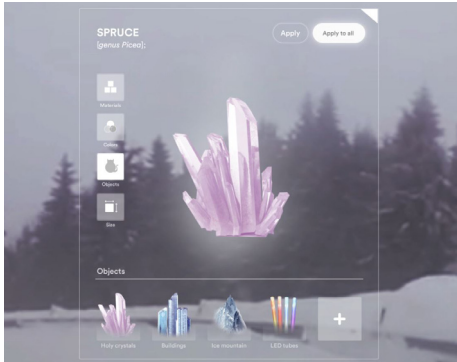 SPRUCE
(genus Picea);
Apply
Apply to all
Materials
Colors
Objects
Size
Objects
Holy crystals
Buildings
Ice mountain
LED tubes